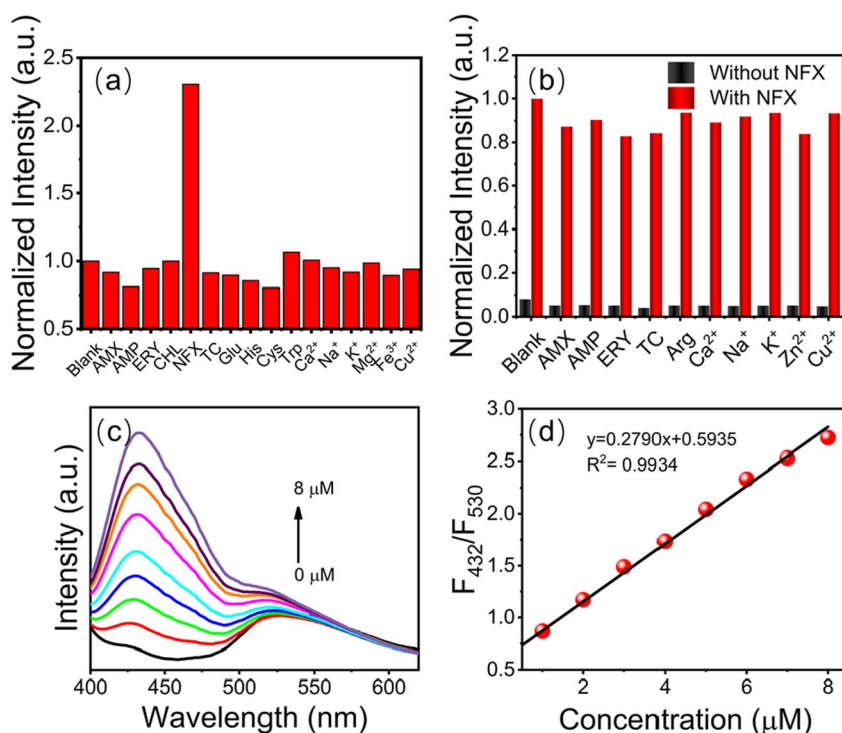 (a)
Normalized Intensity (a.u.)
2.5
2.0
1.5
1.0
0.5
Blank
AMX
AMP
ERY
CHL
NFX
TC
Glu
His
Cys
Trp
Ca²⁺
Na⁺
K⁺
Mg²⁺
Fe³⁺
Cu²⁺
(b)
Without NFX
With NFX
Normalized Intensity (a.u.)
1.2
1.0
0.8
0.6
0.4
0.2
0.0
Blank
AMX
AMP
ERY
TC
Arg
Ca²⁺
Na⁺
K⁺
Zn²⁺
Cu²⁺
(c)
8 μM
0 μM
Intensity (a.u.)
400 450 500 550 600
Wavelength (nm)
(d)
y=0.2790x+0.5935
R²= 0.9934
F₄₃₂/F₅₃₀
3.0
2.5
2.0
1.5
1.0
0.5
2 4 6 8
Concentration (μM)